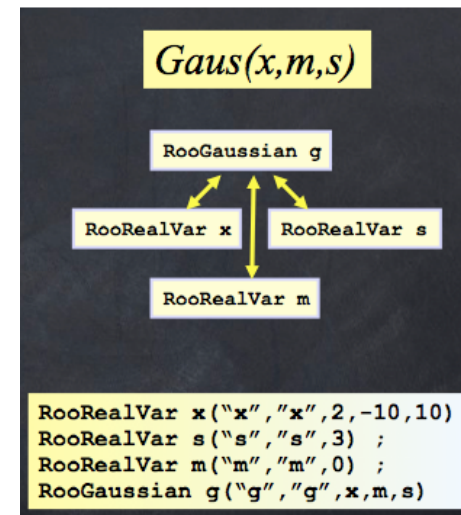 Gaus(x,m,s)
RooGaussian g
RooRealVar x RooRealVar s
RooRealVar m
RooRealVar x(“x”,”x”,2,-10,10)
RooRealVar s(“s”,”s”,3) ;
RooRealVar m(“m”,”m”,0) ;
RooGaussian g(“g”,”g”,x,m,s)